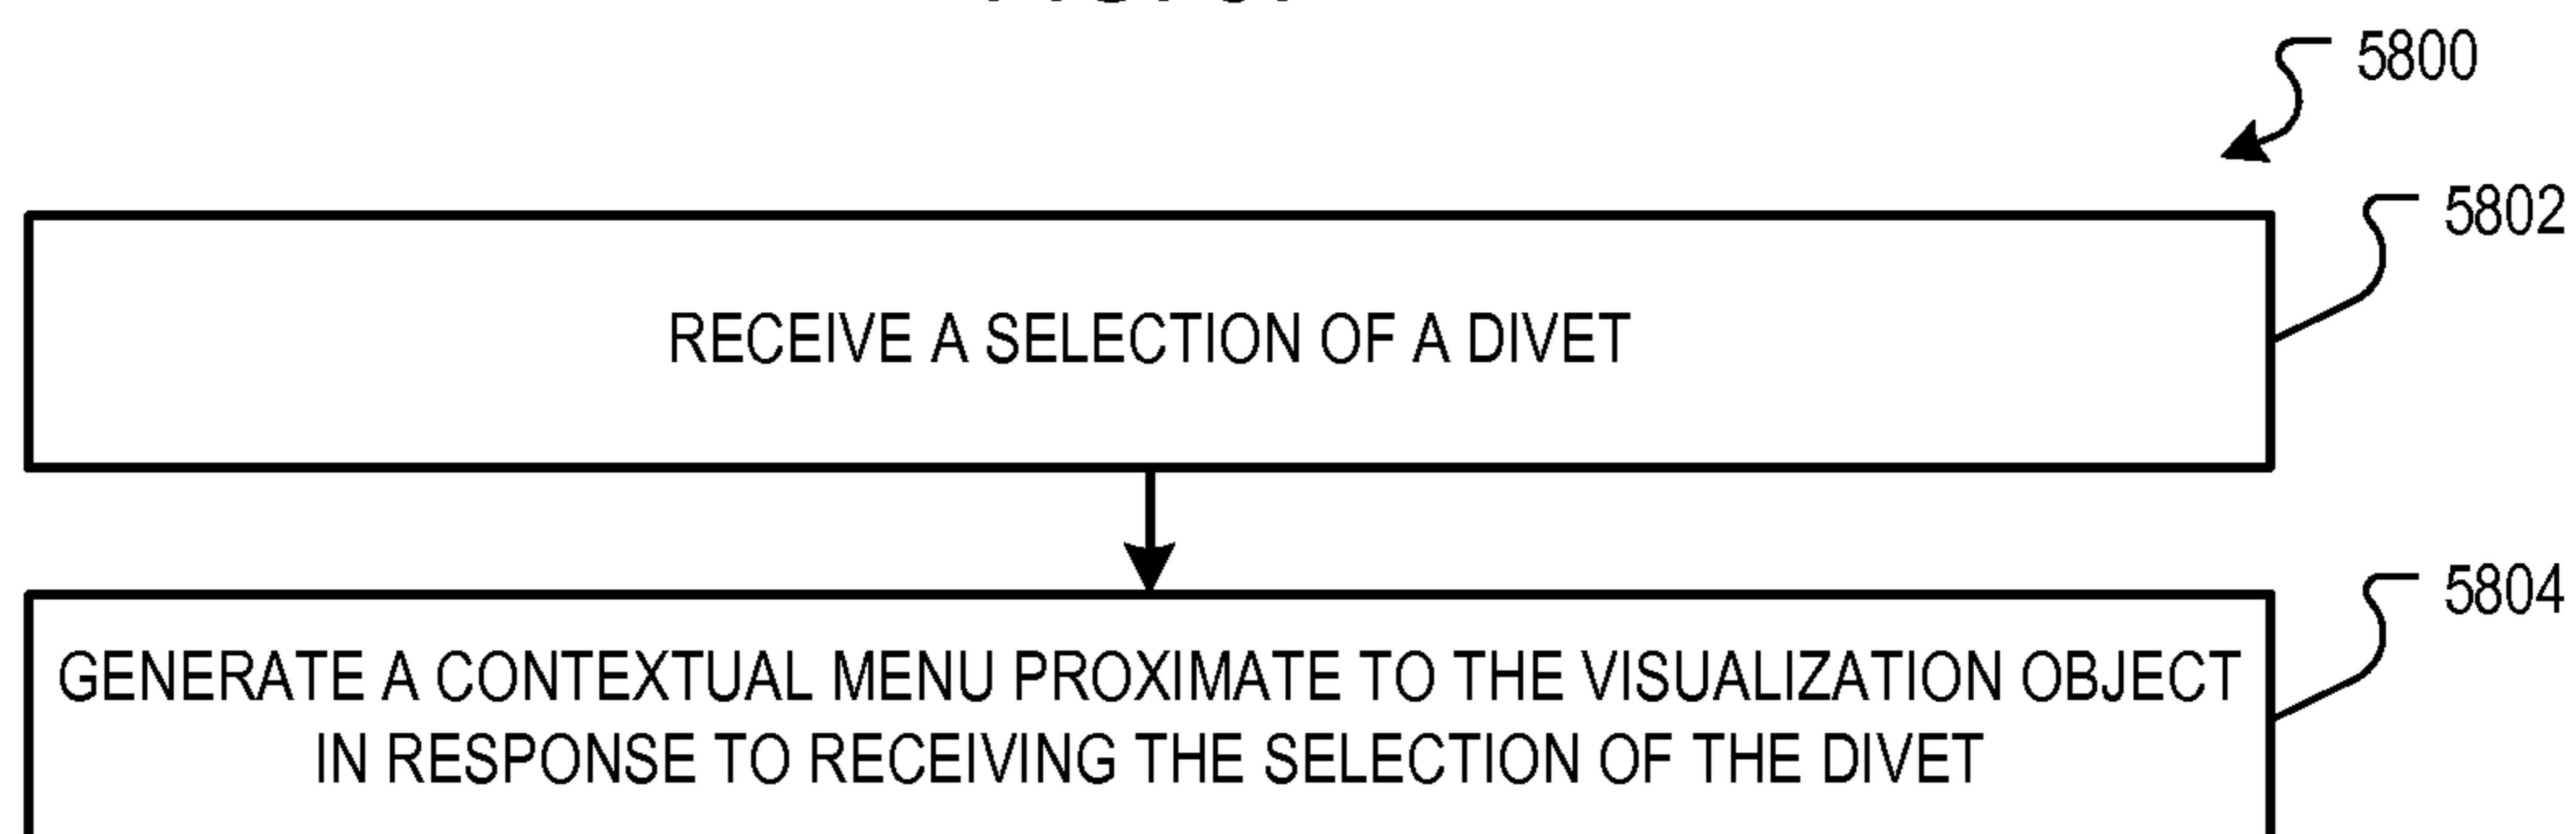 5800
5802
RECEIVE A SELECTION OF A DIVET
5804
GENERATE A CONTEXTUAL MENU PROXIMATE TO THE VISUALIZATION OBJECT
IN RESPONSE TO RECEIVING THE SELECTION OF THE DIVET